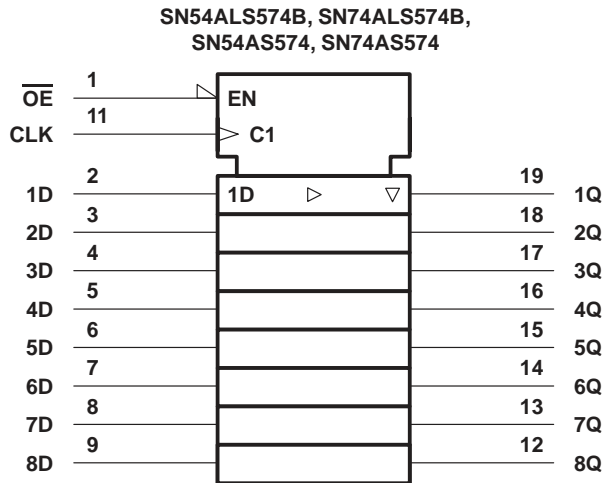 SN54ALS574B, SN74ALS574B,
SN54AS574, SN74AS574
OE 1 EN
CLK 11 C1
1D 2 1D 19 1Q
2D 3 18 2Q
3D 4 17 3Q
4D 5 16 4Q
5D 6 15 5Q
6D 7 14 6Q
7D 8 13 7Q
8D 9 12 8Q